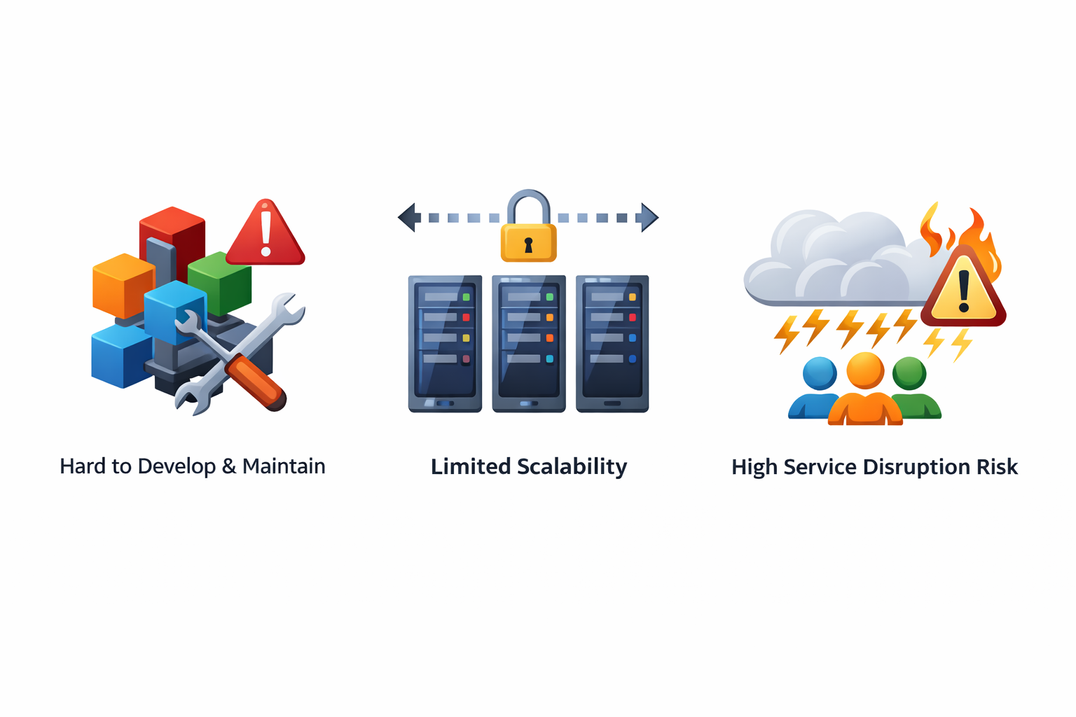 Hard to Develop & Maintain
Limited Scalability
High Service Disruption Risk